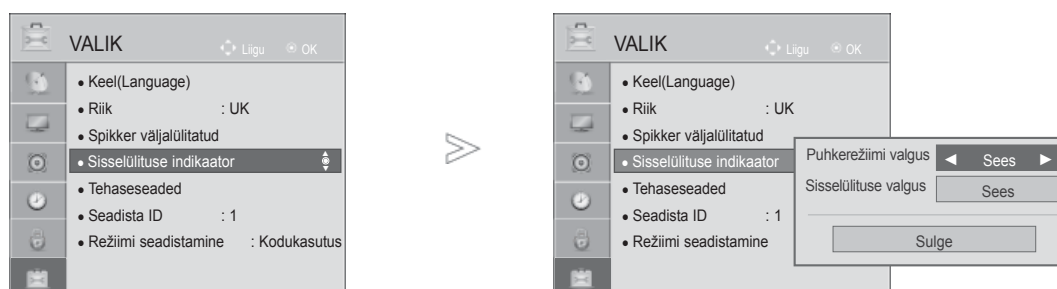 VALIK
Liigu
OK
• Keel(Language)
• Riik : UK
• Spikker väljalülitatud
• Sisselülituse indikaator
• Tehaseseaded
• Seadista ID : 1
• Režiimi seadistamine : Kodukasutus
VALIK
Liigu
OK
• Keel(Language)
• Riik : UK
• Spikker väljalülitatud
• Sisselülituse indikaator
• Tehaseseaded
• Seadista ID : 1
• Režiimi seadistamine
Puhkerežiimi valgus ◄ Sees ►
Sisselülituse valgus Sees
Sulge